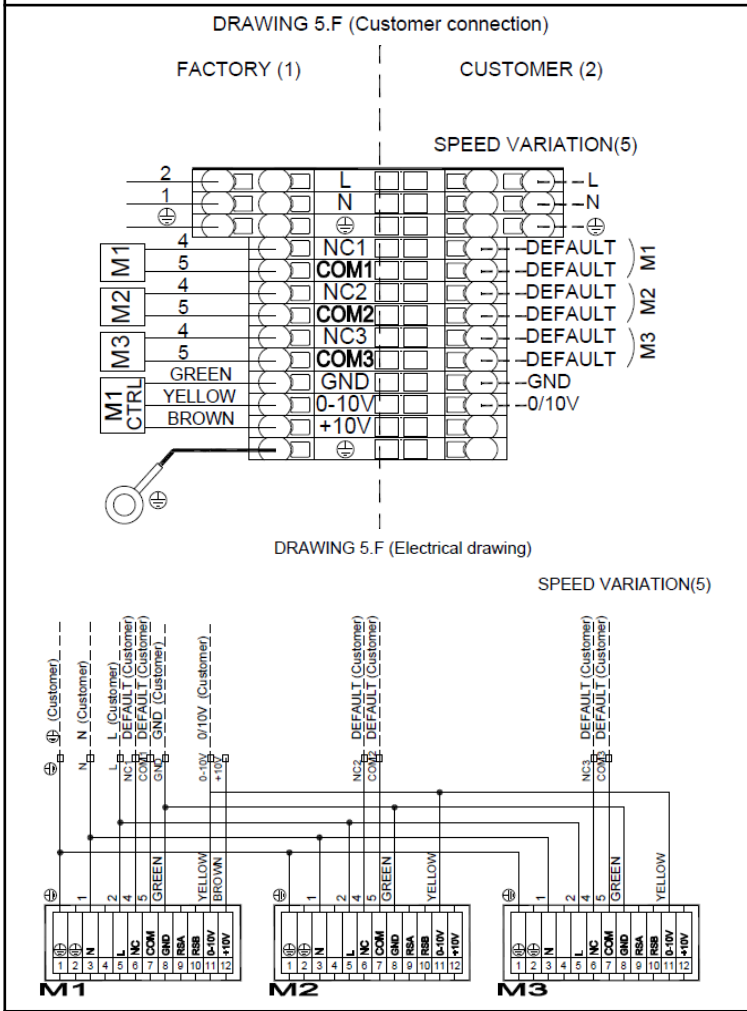 DRAWING 5.F (Customer connection)
FACTORY (1)
CUSTOMER (2)
SPEED VARIATION(5)
2 L L
1 N N
M1
4 NC1 DEFAULT
5 COM1 DEFAULT
M1
M2
4 NC2 DEFAULT
5 COM2 DEFAULT
M2
M3
4 NC3 DEFAULT
5 COM3 DEFAULT
M3
M1 CTRL
GREEN GND GND
YELLOW 0-10V 0/10V
BROWN +10V
DRAWING 5.F (Electrical drawing)
SPEED VARIATION(5)
(Customer)
N (Customer)
L (Customer)
DEFAULT (Customer)
DEFAULT (Customer)
GND (Customer)
0/10V (Customer)
DEFAULT (Customer)
DEFAULT (Customer)
DEFAULT (Customer)
DEFAULT (Customer)
N
L
NC1
COM1
GND
0-10V
+10V
NC2
COM2
NC3
COM3
1
2
4
5
GREEN
YELLOW
BROWN
1
2
4
5
GREEN
YELLOW
1
2
4
5
GREEN
YELLOW
N L NC COM GND RSA RSB 0-10V +10V
1 2 3 4 5 6 7 8 9 10 11 12
M1
N L NC COM GND RSA RSB 0-10V +10V
1 2 3 4 5 6 7 8 9 10 11 12
M2
N L NC COM GND RSA RSB 0-10V +10V
1 2 3 4 5 6 7 8 9 10 11 12
M3